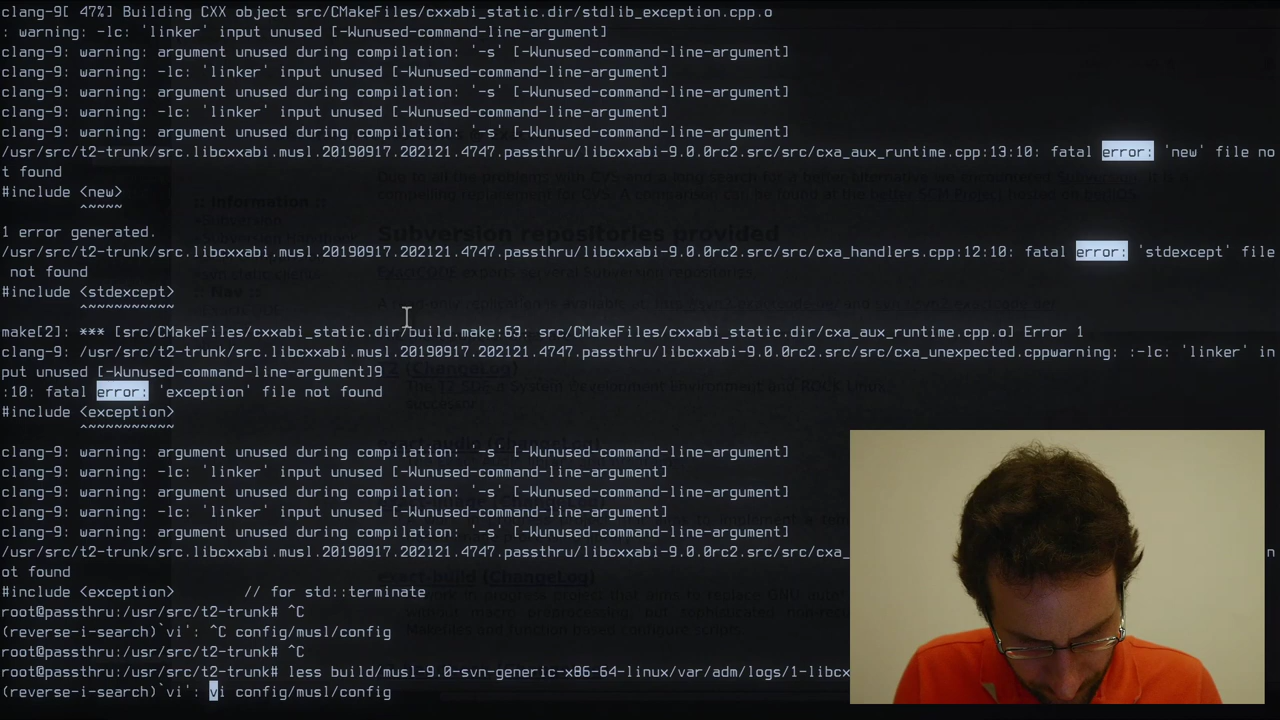 clang-9[ 47%] Building CXX object src/CMakeFiles/cxxabi_static.dir/stdlib_exception.cpp.o
: warning: -lc: 'linker' input unused [-Wunused-command-line-argument]
clang-9: warning: argument unused during compilation: '-s' [-Wunused-command-line-argument]
clang-9: warning: -lc: 'linker' input unused [-Wunused-command-line-argument]
clang-9: warning: argument unused during compilation: '-s' [-Wunused-command-line-argument]
clang-9: warning: -lc: 'linker' input unused [-Wunused-command-line-argument]
clang-9: warning: argument unused during compilation: '-s' [-Wunused-command-line-argument]
/usr/src/t2-trunk/src.libcxxabi.musl.20190917.202121.4747.passthru/libcxxabi-9.0.0rc2.src/src/cxa_aux_runtime.cpp:13:10: fatal error: 'new' file no
t found
#include <new>
         ^~~~~
1 error generated.
/usr/src/t2-trunk/src.libcxxabi.musl.20190917.202121.4747.passthru/libcxxabi-9.0.0rc2.src/src/cxa_handlers.cpp:12:10: fatal error: 'stdexcept' file
 not found
#include <stdexcept>
         ^~~~~~~~~~~
make[2]: *** [src/CMakeFiles/cxxabi_static.dir/build.make:63: src/CMakeFiles/cxxabi_static.dir/cxa_aux_runtime.cpp.o] Error 1
clang-9: /usr/src/t2-trunk/src.libcxxabi.musl.20190917.202121.4747.passthru/libcxxabi-9.0.0rc2.src/src/cxa_unexpected.cppwarning: :-lc: 'linker' in
put unused [-Wunused-command-line-argument]9
:10: fatal error: 'exception' file not found
#include <exception>
         ^~~~~~~~~~~
clang-9: warning: argument unused during compilation: '-s' [-Wunused-command-line-argument]
clang-9: warning: -lc: 'linker' input unused [-Wunused-command-line-argument]
clang-9: warning: argument unused during compilation: '-s' [-Wunused-command-line-argument]
clang-9: warning: -lc: 'linker' input unused [-Wunused-command-line-argument]
clang-9: warning: argument unused during compilation: '-s' [-Wunused-command-line-argument]
/usr/src/t2-trunk/src.libcxxabi.musl.20190917.202121.4747.passthru/libcxxabi-9.0.0rc2.src/src/cxa_ n
ot found
#include <exception>         // for std::terminate
root@passthru:/usr/src/t2-trunk# ^C
(reverse-i-search)`vi': ^C config/musl/config
root@passthru:/usr/src/t2-trunk# ^C
root@passthru:/usr/src/t2-trunk# less build/musl-9.0-svn-generic-x86-64-linux/var/adm/logs/1-libcx
(reverse-i-search)`vi': vi config/musl/config